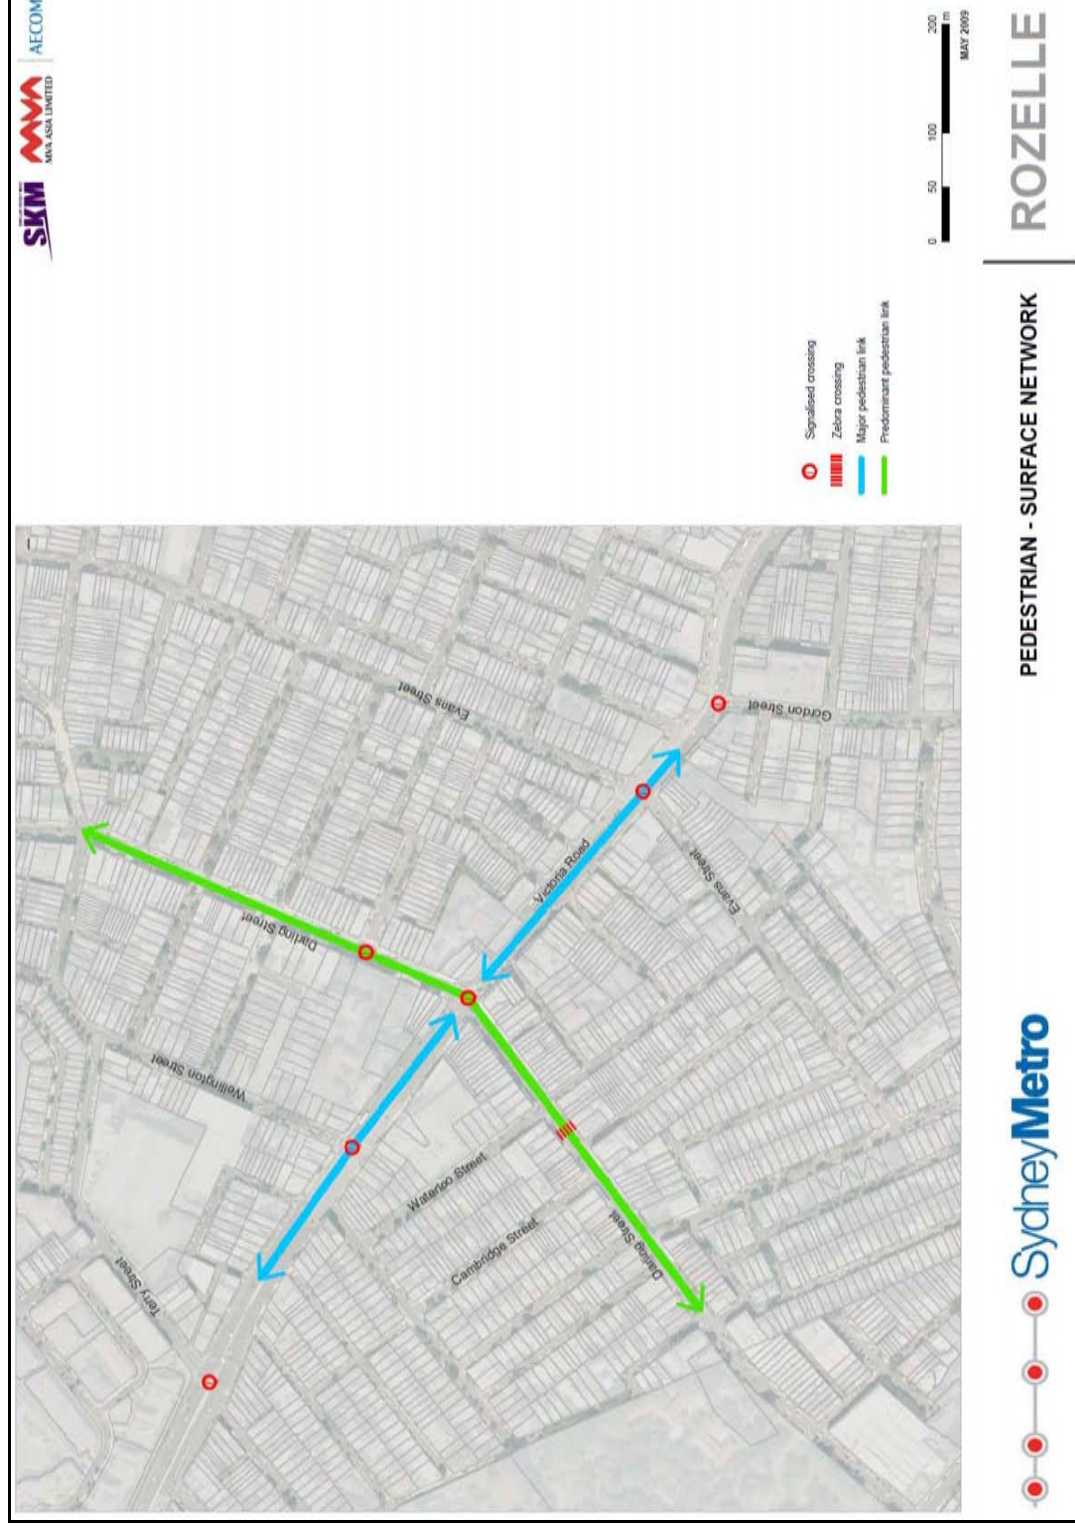 SKM
MVA ASIA LIMITED
AECOM
Terry Street
Wellington Street
Darling Street
Evans Street
Waterloo Street
Cambridge Street
Victoria Road
Darling Street
Evans Street
Gordon Street
Signalised crossing
Zebra crossing
Major pedestrian link
Predominant pedestrian link
0 50 100 200
m
MAY 2009
SydneyMetro
PEDESTRIAN - SURFACE NETWORK
ROZELLE